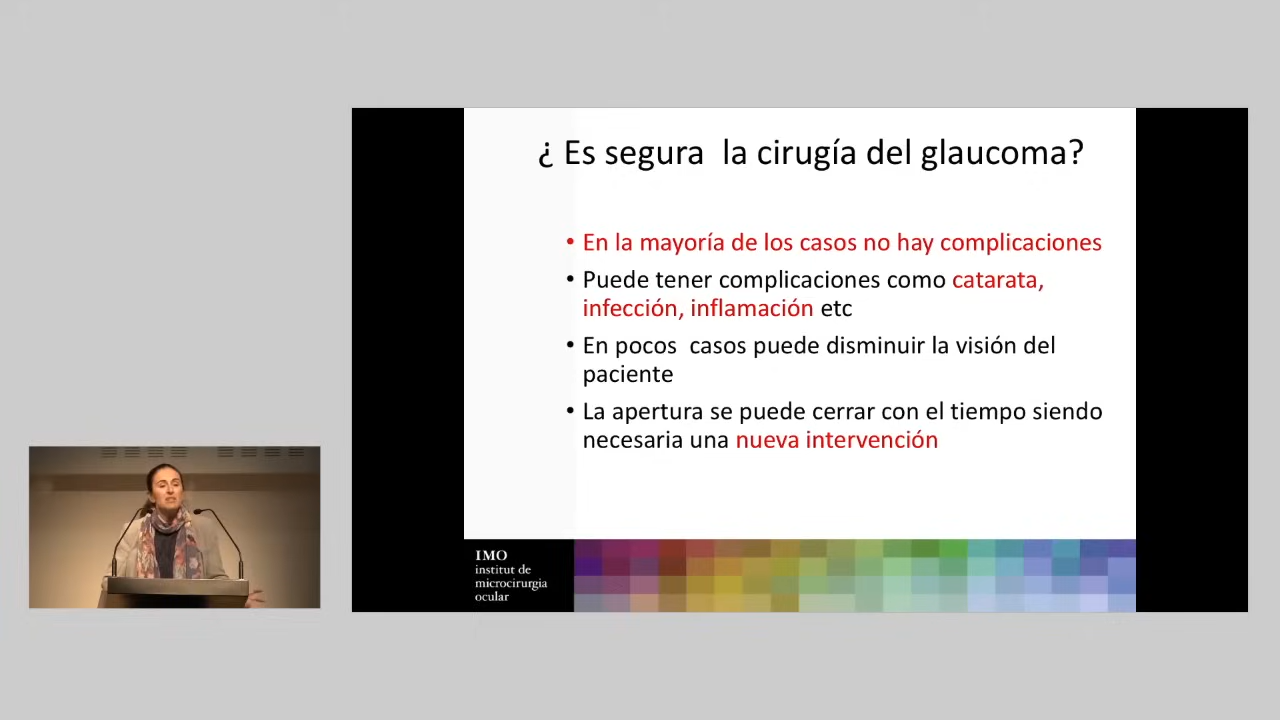 ¿ Es segura  la cirugía del glaucoma?
• En la mayoría de los casos no hay complicaciones
• Puede tener complicaciones como catarata,
infección, inflamación etc
• En pocos  casos puede disminuir la visión del
paciente
• La apertura se puede cerrar con el tiempo siendo
necesaria una nueva intervención
IMO
institut de
microcirurgia
ocular